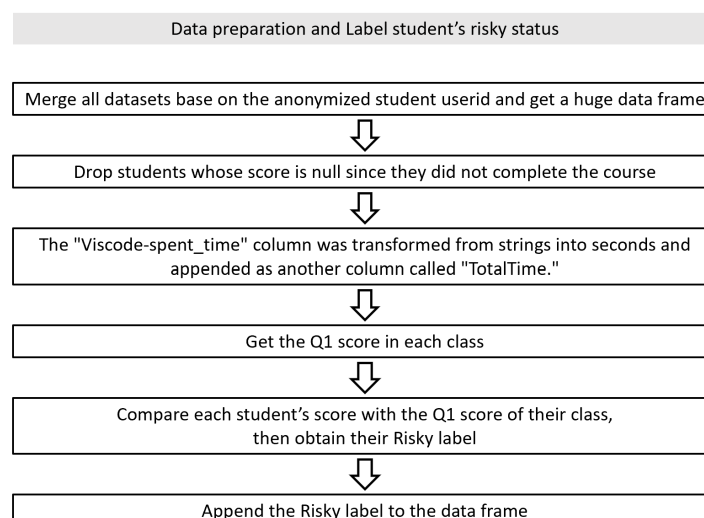 Data preparation and Label student’s risky status
Merge all datasets base on the anonymized student userid and get a huge data frame
Drop students whose score is null since they did not complete the course
The "Viscode-spent_time" column was transformed from strings into seconds and
appended as another column called "TotalTime."
Get the Q1 score in each class
Compare each student’s score with the Q1 score of their class,
then obtain their Risky label
Append the Risky label to the data frame